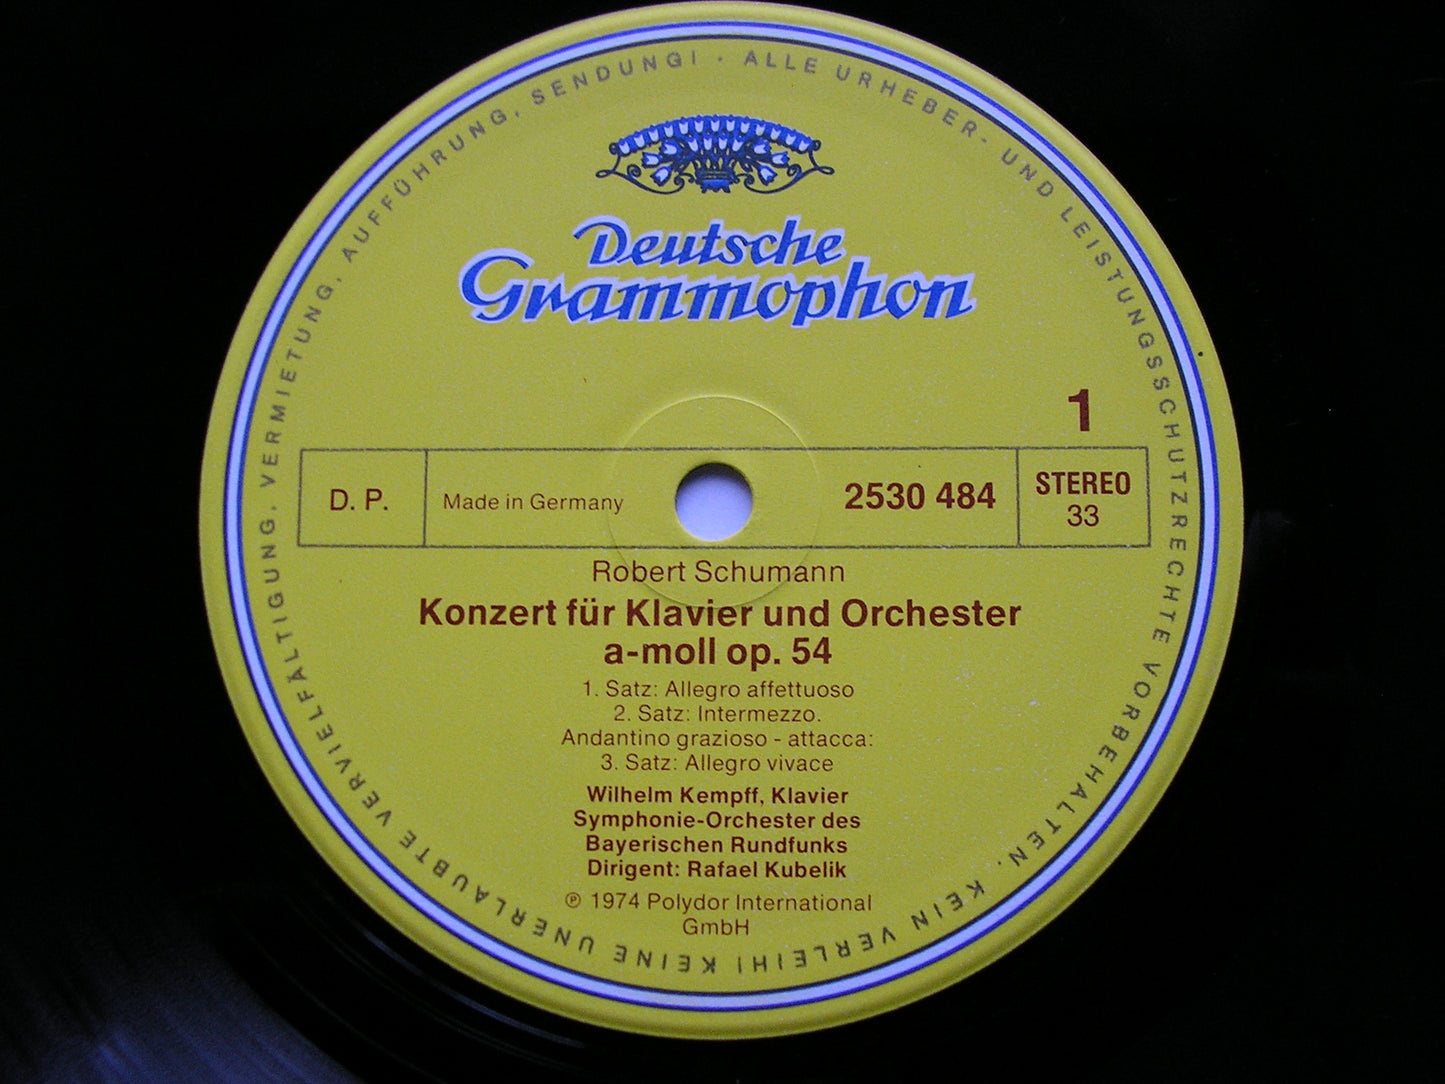 ALLE URHEBER- UND LEISTUNGSSCHUTZRECHTE VORBEHALTEN. KEIN VERLEIH! KEINE UNERLAUBTE VERVIELFÄLTIGUNG, VERMIETUNG, AUFFÜHRUNG, SENDUNG! ·
Deutsche
Grammophon
1
D. P.
Made in Germany
2530 484
STEREO
33
Robert Schumann
Konzert für Klavier und Orchester
a-moll op. 54
1. Satz: Allegro affettuoso
2. Satz: Intermezzo.
Andantino grazioso - attacca:
3. Satz: Allegro vivace
Wilhelm Kempff, Klavier
Symphonie-Orchester des
Bayerischen Rundfunks
Dirigent: Rafael Kubelik
℗ 1974 Polydor International
GmbH